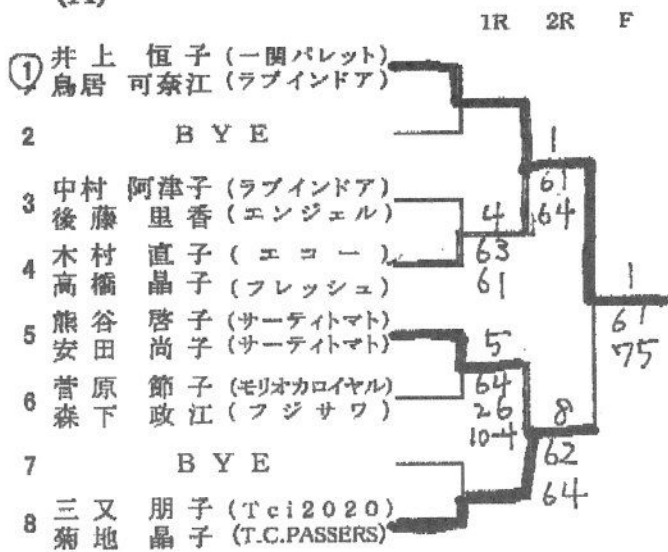 1R 2R F
① 井上 恒子 (一関パレット)
鳥居 可奈江 (ラブインドア)
2 BYE
1
61
64
3 中村 阿津子 (ラブインドア)
後藤 里香 (エンジェル)
4
63
61
4 木村 直子 (エコー)
高橋 晶子 (フレッシュ)
1
61
75
5 熊谷 啓子 (サーティトマト)
安田 尚子 (サーティトマト)
5
64
26
10-4
6 菅原 節子 (モリオカロイヤル)
森下 政江 (フジサワ)
8
62
64
7 BYE
8 三又 朋子 (Tci2020)
菊地 晶子 (T.C.PASSERS)